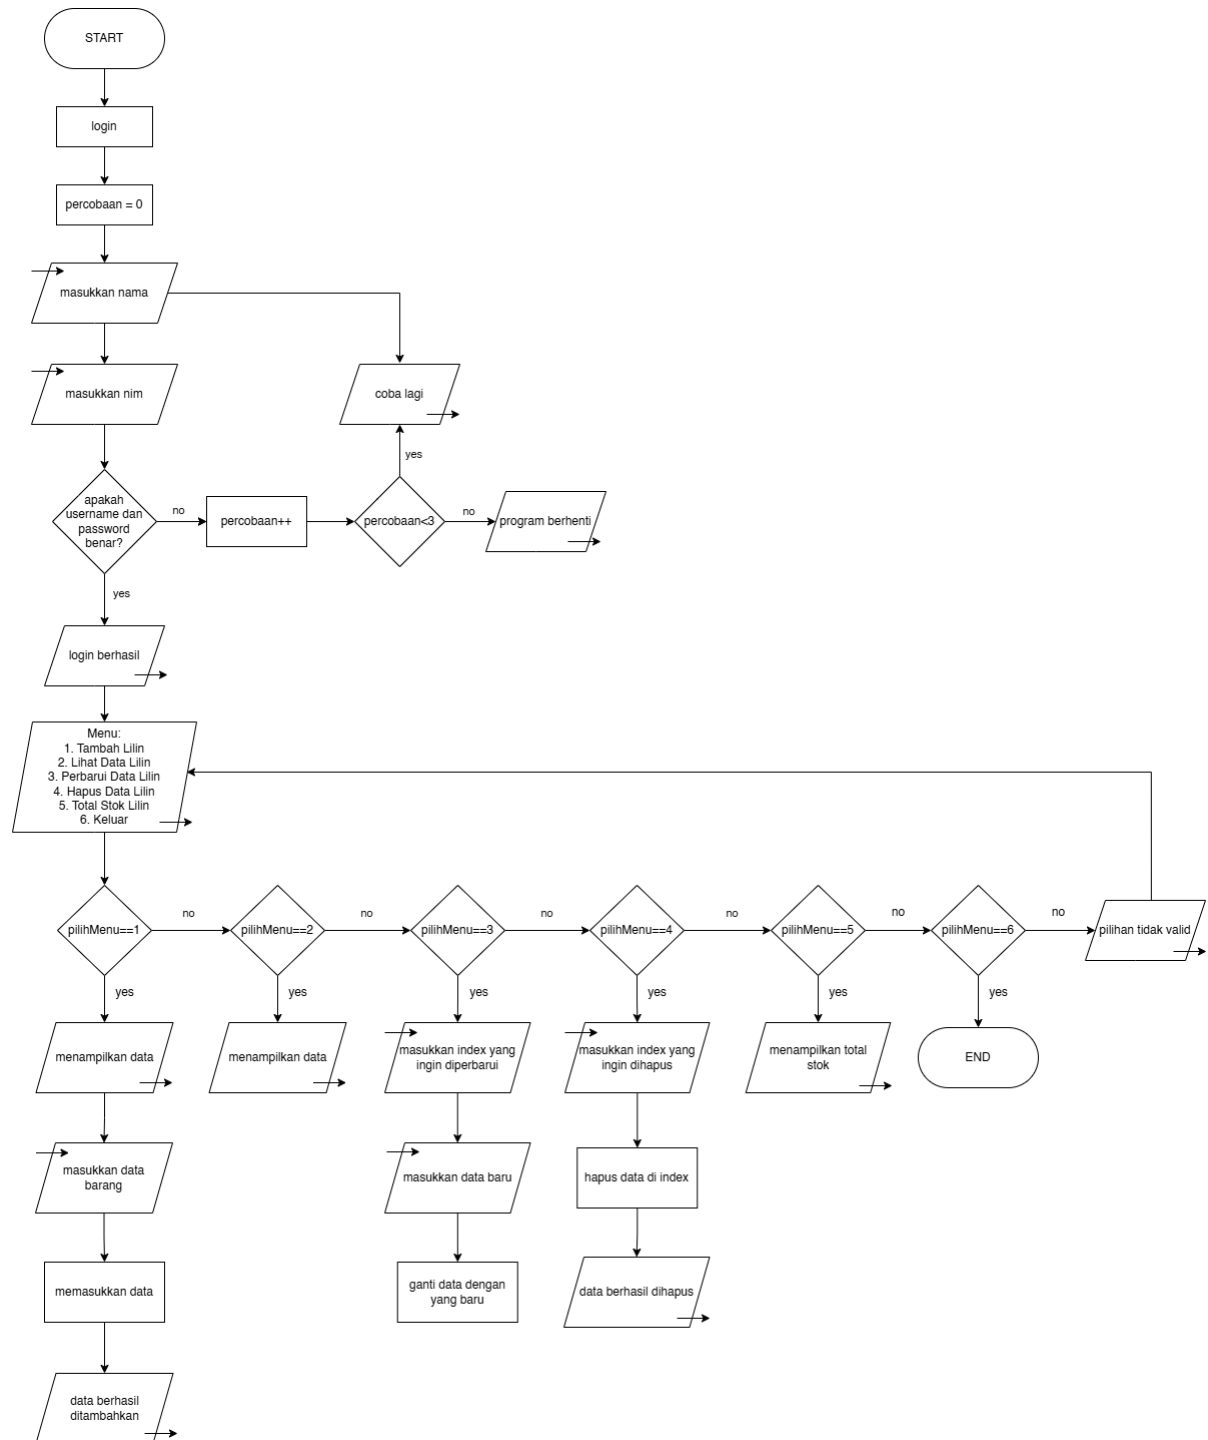 START
login
percobaan = 0
masukkan nama
masukkan nim
coba lagi
yes
apakah
username dan
password
benar?
no
percobaan++
percobaan<3
no
program berhenti
yes
login berhasil
Menu:
1. Tambah Lilin
2. Lihat Data Lilin
3. Perbarui Data Lilin
4. Hapus Data Lilin
5. Total Stok Lilin
6. Keluar
pilihMenu==1
no
pilihMenu==2
no
pilihMenu==3
no
pilihMenu==4
no
pilihMenu==5
no
pilihMenu==6
no
pilihan tidak valid
yes
yes
yes
yes
yes
yes
menampilkan data
menampilkan data
masukkan index yang
ingin diperbarui
masukkan index yang
ingin dihapus
menampilkan total
stok
END
masukkan data
barang
masukkan data baru
hapus data di index
memasukkan data
ganti data dengan
yang baru
data berhasil dihapus
data berhasil
ditambahkan